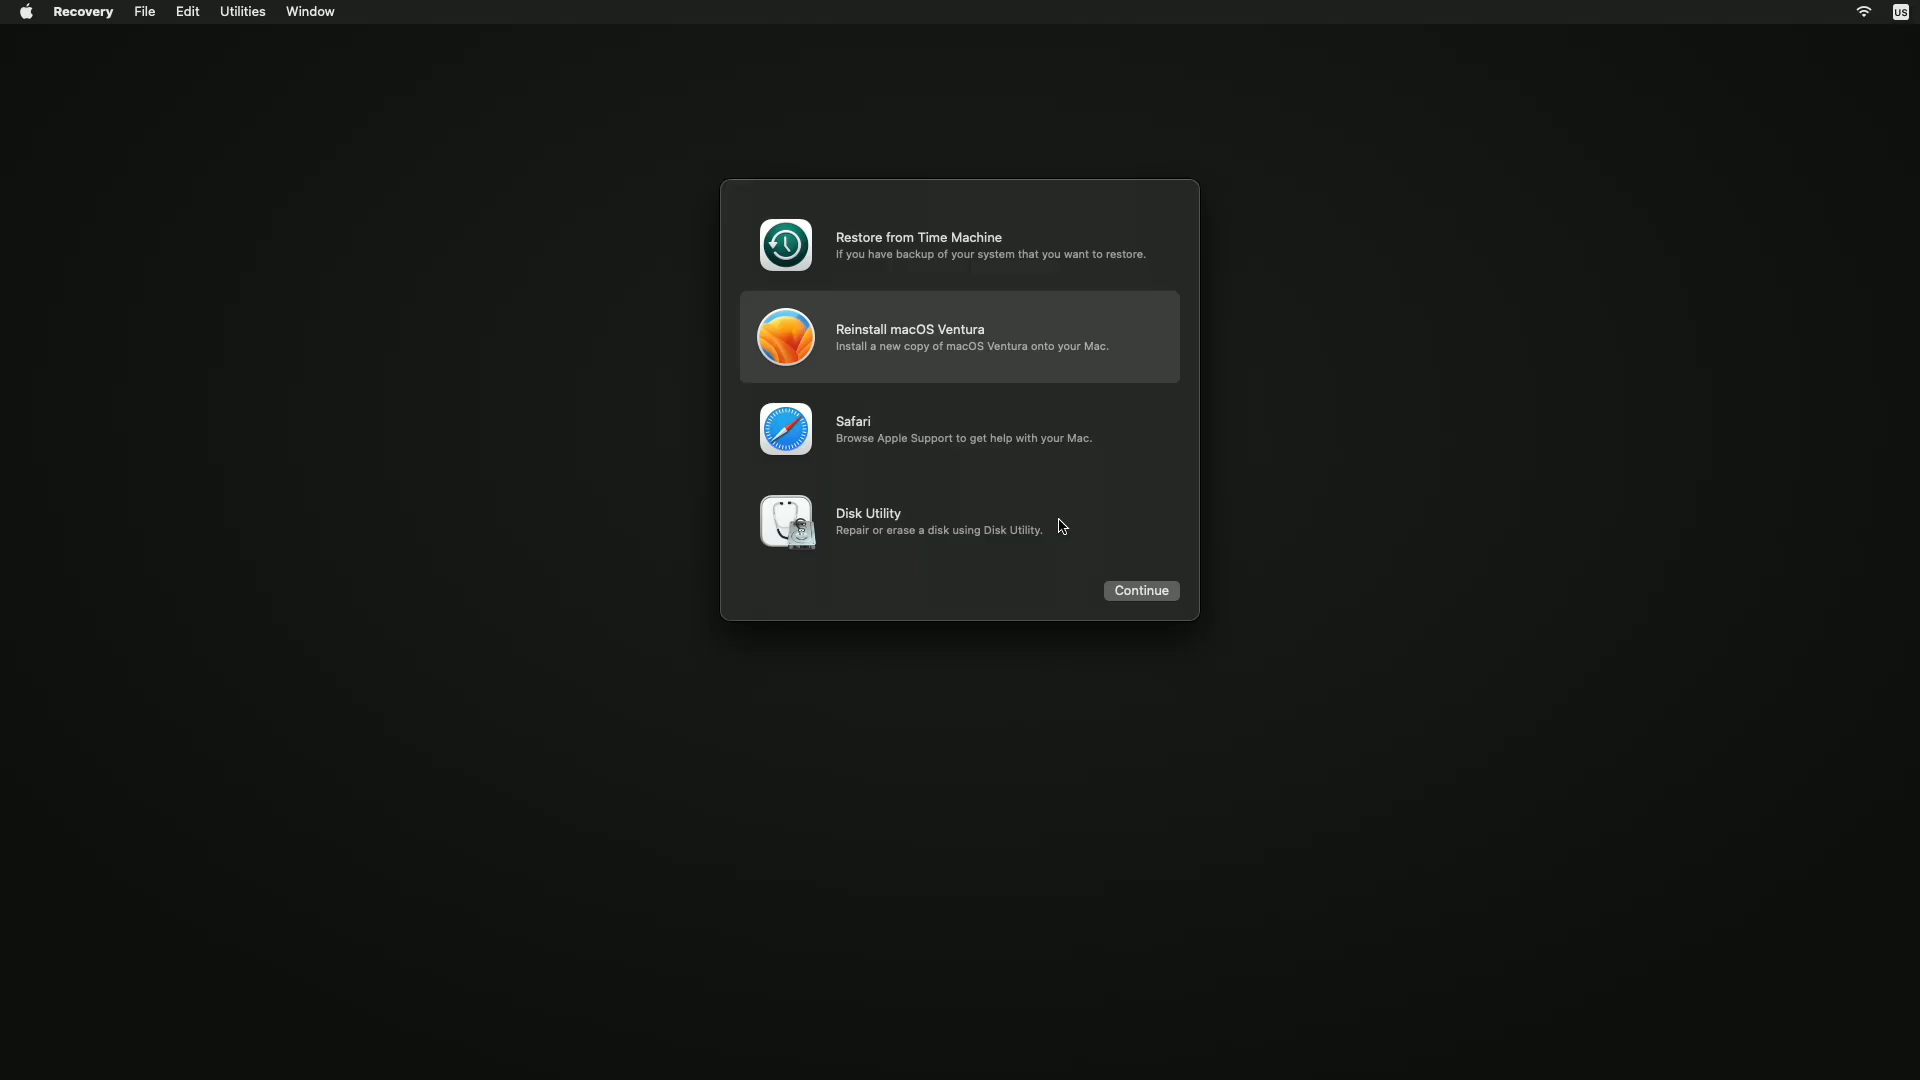 Recovery File Edit Utilities Window US
Restore from Time Machine
If you have backup of your system that you want to restore.
Reinstall macOS Ventura
Install a new copy of macOS Ventura onto your Mac.
Safari
Browse Apple Support to get help with your Mac.
Disk Utility
Repair or erase a disk using Disk Utility.
Continue